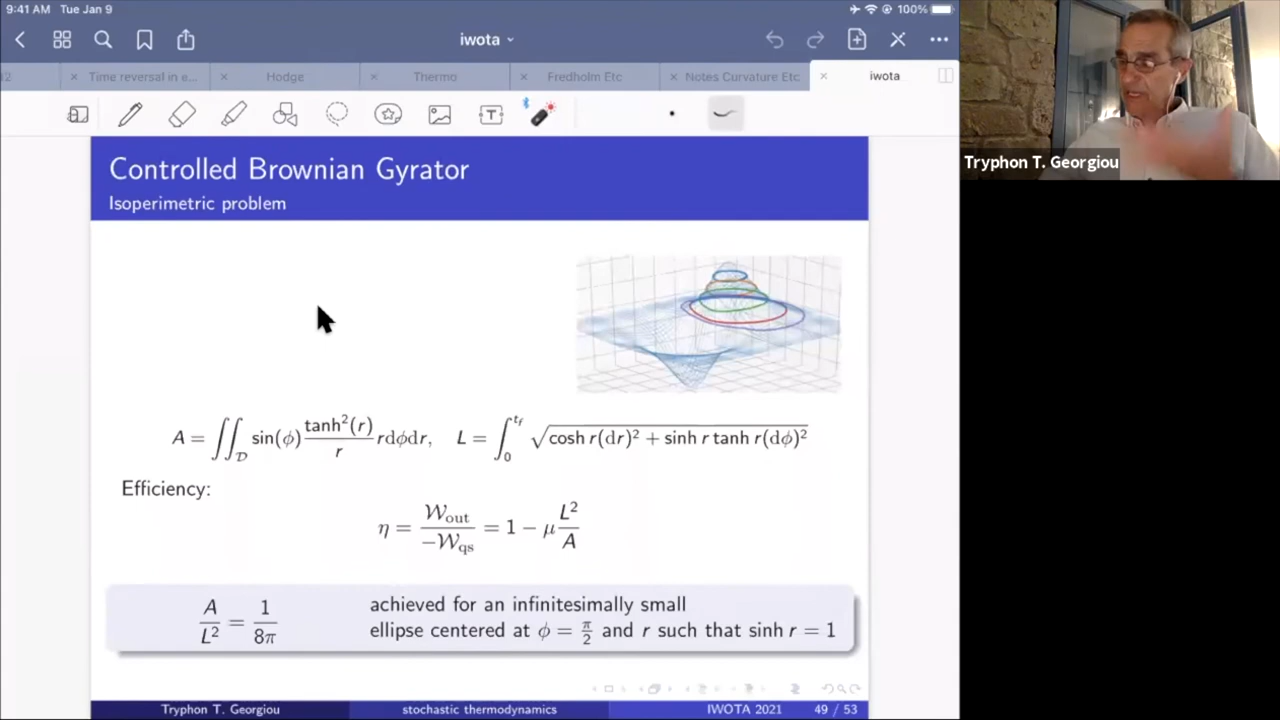 9:41 AM Tue Jan 9
100%
iwota
Time reversal in e...
Hodge
Thermo
Fredholm Etc
Notes Curvature Etc
iwota
T
Controlled Brownian Gyrator
Isoperimetric problem
A = ∬_𝒟 sin(ϕ) tanh²(r)/r rdϕdr, L = ∫₀^{t_f} √(cosh r(dr)² + sinh r tanh r(dϕ)²)
Efficiency:
η = 𝒲_out/−𝒲_qs = 1 − μ L²/A
A/L² = 1/8π
achieved for an infinitesimally small
ellipse centered at ϕ = π/2 and r such that sinh r = 1
Tryphon T. Georgiou stochastic thermodynamics IWOTA 2021 49 / 53
Tryphon T. Georgiou